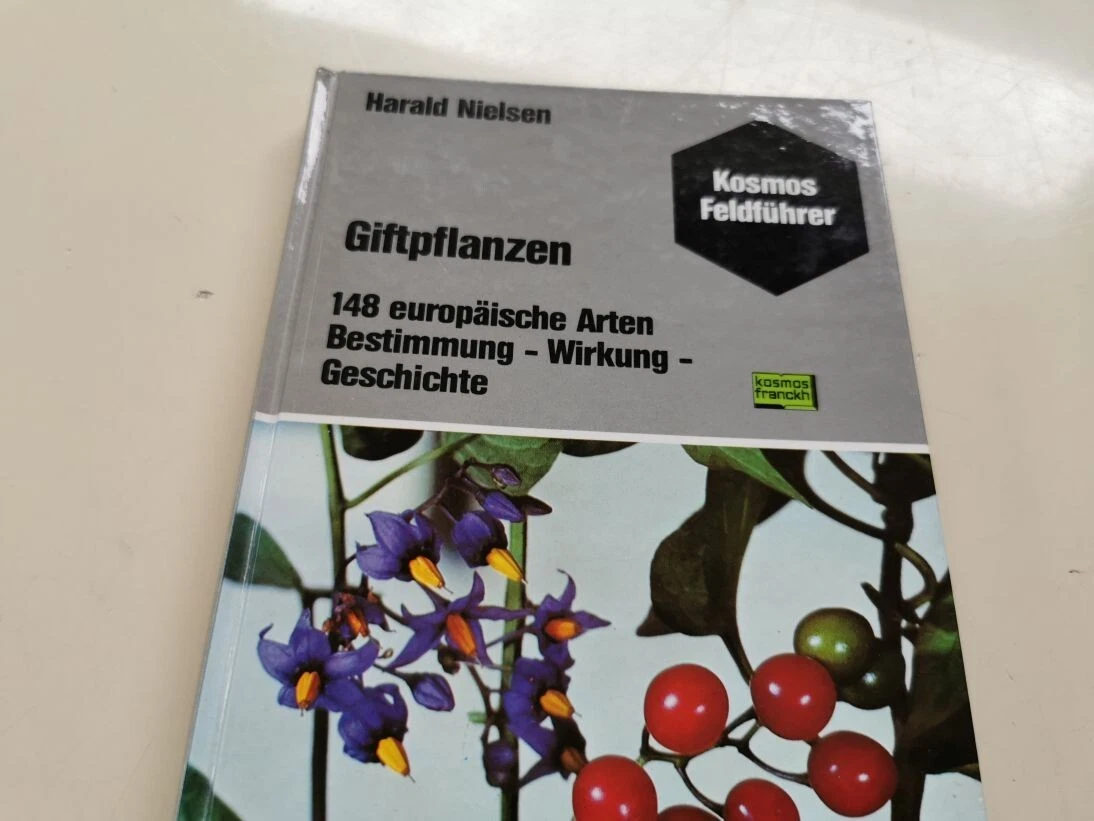 Harald Nielsen
Kosmos
Feldführer
Giftpflanzen
148 europäische Arten
Bestimmung - Wirkung -
Geschichte
kosmos
franckh